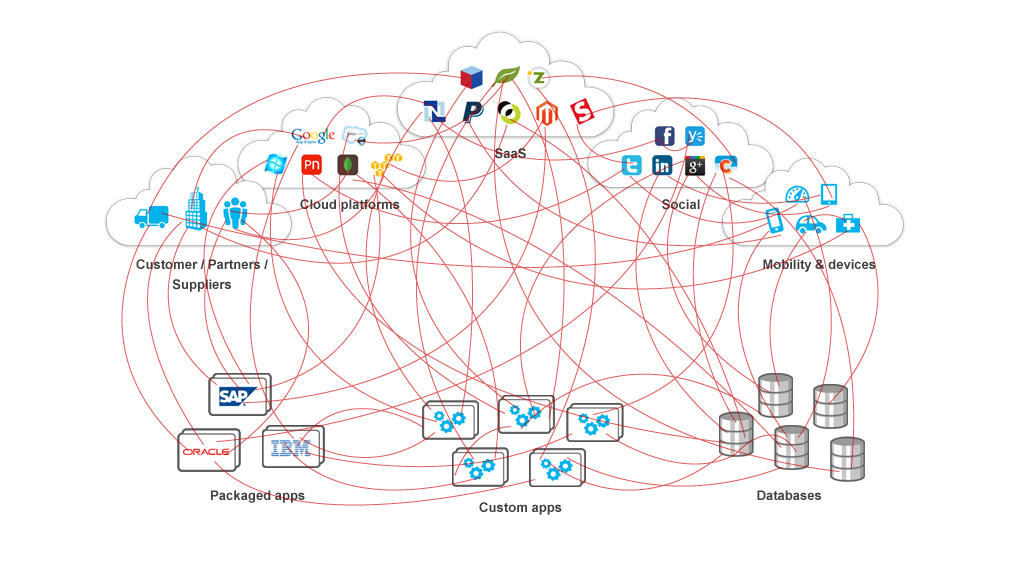 SaaS
Google
App Engine
Pn
Cloud platforms
Social
Customer / Partners /
Suppliers
Mobility & devices
SAP
ORACLE
IBM
Packaged apps
Custom apps
Databases